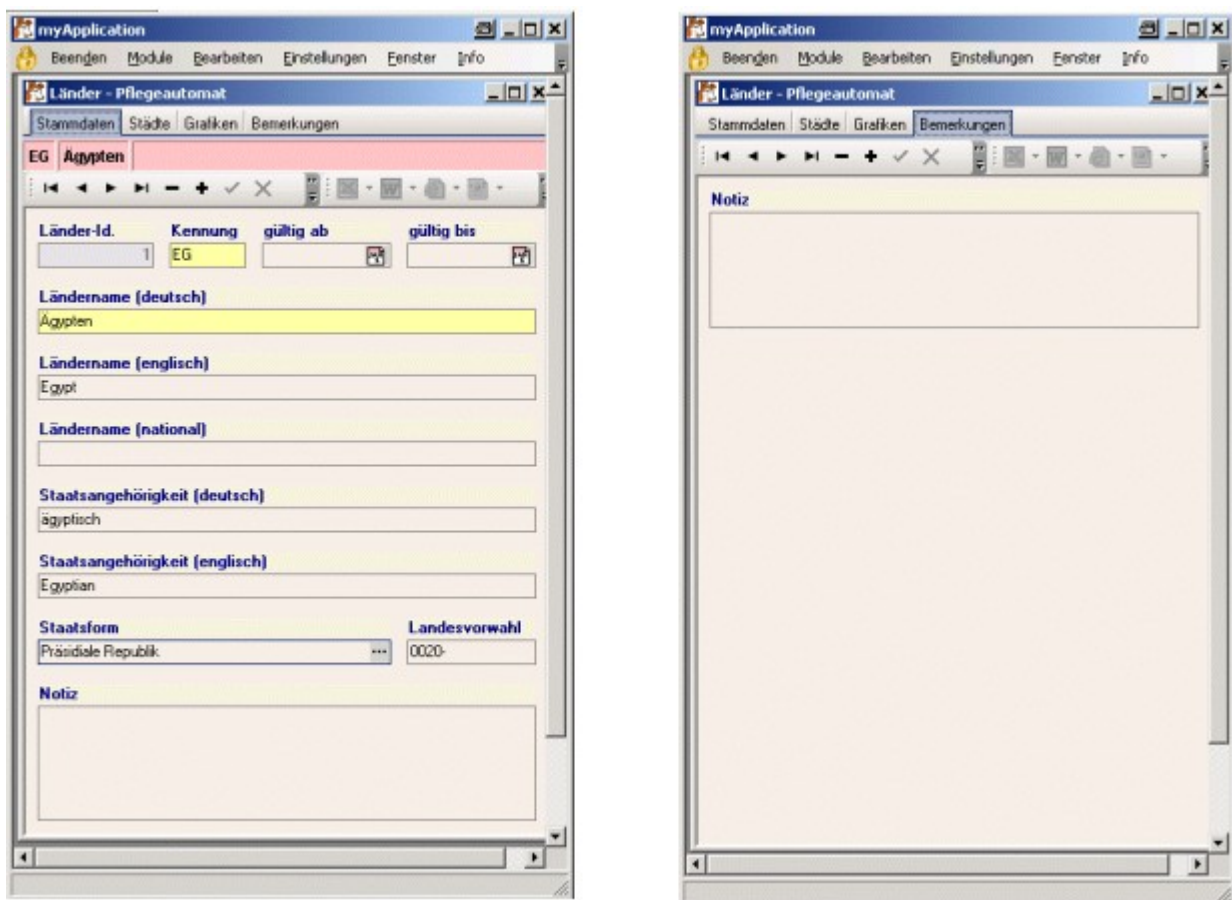 myApplication
Beenden Module Bearbeiten Einstellungen Fenster Info
Länder - Pflegeautomat
Stammdaten Städte Grafiken Bemerkungen
EG Ägypten
Länder-Id. Kennung gültig ab gültig bis
1 EG
Ländername (deutsch)
Ägypten
Ländername (englisch)
Egypt
Ländername (national)
Staatsangehörigkeit (deutsch)
ägyptisch
Staatsangehörigkeit (englisch)
Egyptian
Staatsform Landesvorwahl
Präsidiale Republik ... 0020-
Notiz
myApplication
Beenden Module Bearbeiten Einstellungen Fenster Info
Länder - Pflegeautomat
Stammdaten Städte Grafiken Bemerkungen
Notiz